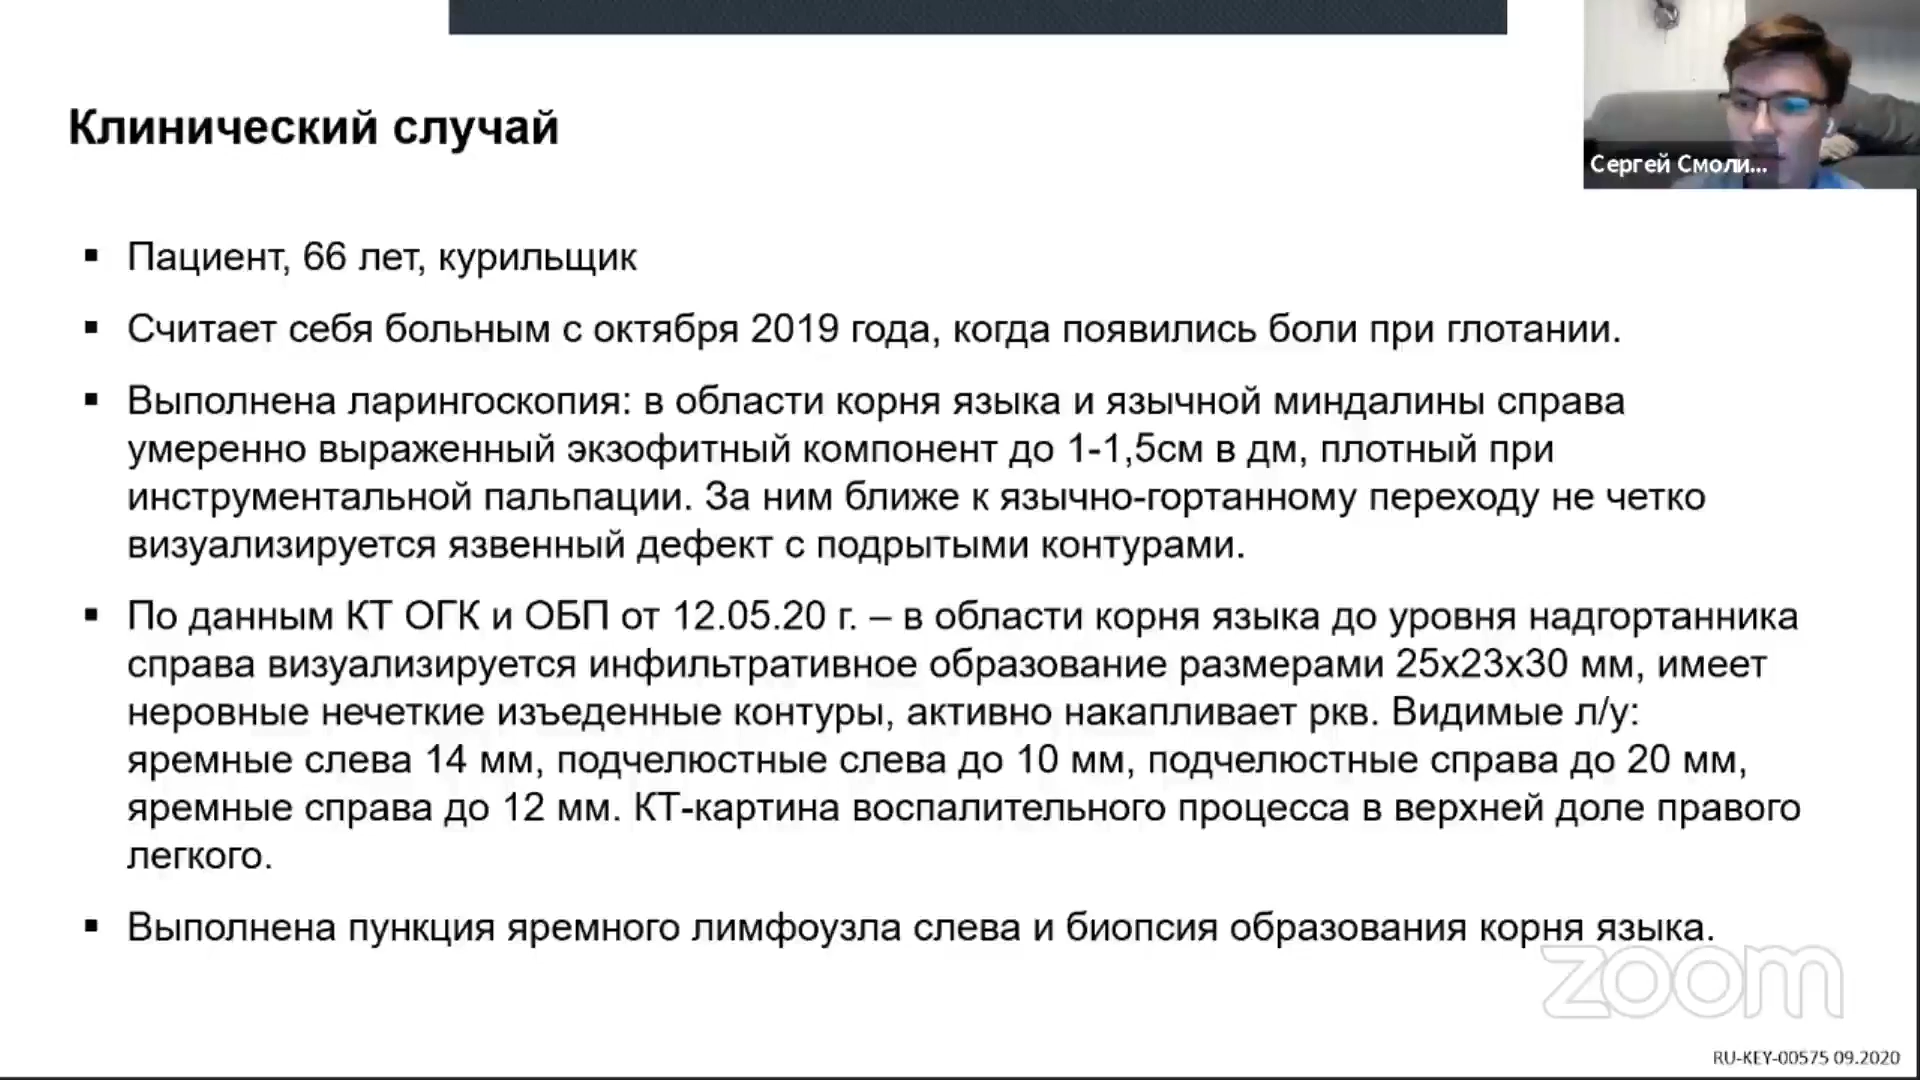 Сергей Смоли...
Клинический случай
▪ Пациент, 66 лет, курильщик
▪ Считает себя больным с октября 2019 года, когда появились боли при глотании.
▪ Выполнена ларингоскопия: в области корня языка и язычной миндалины справа
умеренно выраженный экзофитный компонент до 1-1,5см в дм, плотный при
инструментальной пальпации. За ним ближе к язычно-гортанному переходу не четко
визуализируется язвенный дефект с подрытыми контурами.
▪ По данным КТ ОГК и ОБП от 12.05.20 г. – в области корня языка до уровня надгортанника
справа визуализируется инфильтративное образование размерами 25х23х30 мм, имеет
неровные нечеткие изъеденные контуры, активно накапливает ркв. Видимые л/у:
яремные слева 14 мм, подчелюстные слева до 10 мм, подчелюстные справа до 20 мм,
яремные справа до 12 мм. КТ-картина воспалительного процесса в верхней доле правого
легкого.
▪ Выполнена пункция яремного лимфоузла слева и биопсия образования корня языка.
zoom
RU-KEY-00575 09.2020